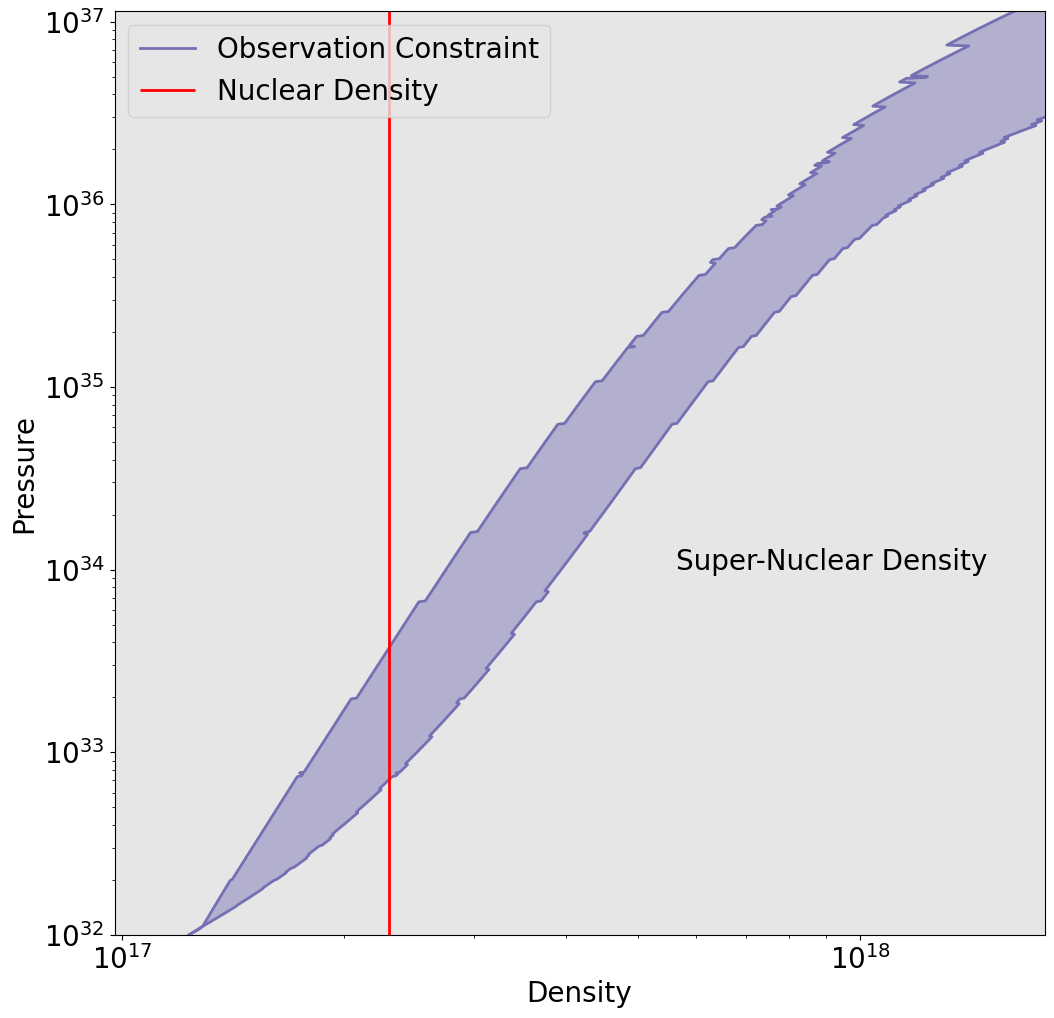 Observation Constraint
Nuclear Density
10^37
10^36
10^35
10^34
10^33
10^32
Pressure
Super-Nuclear Density
10^17
10^18
Density